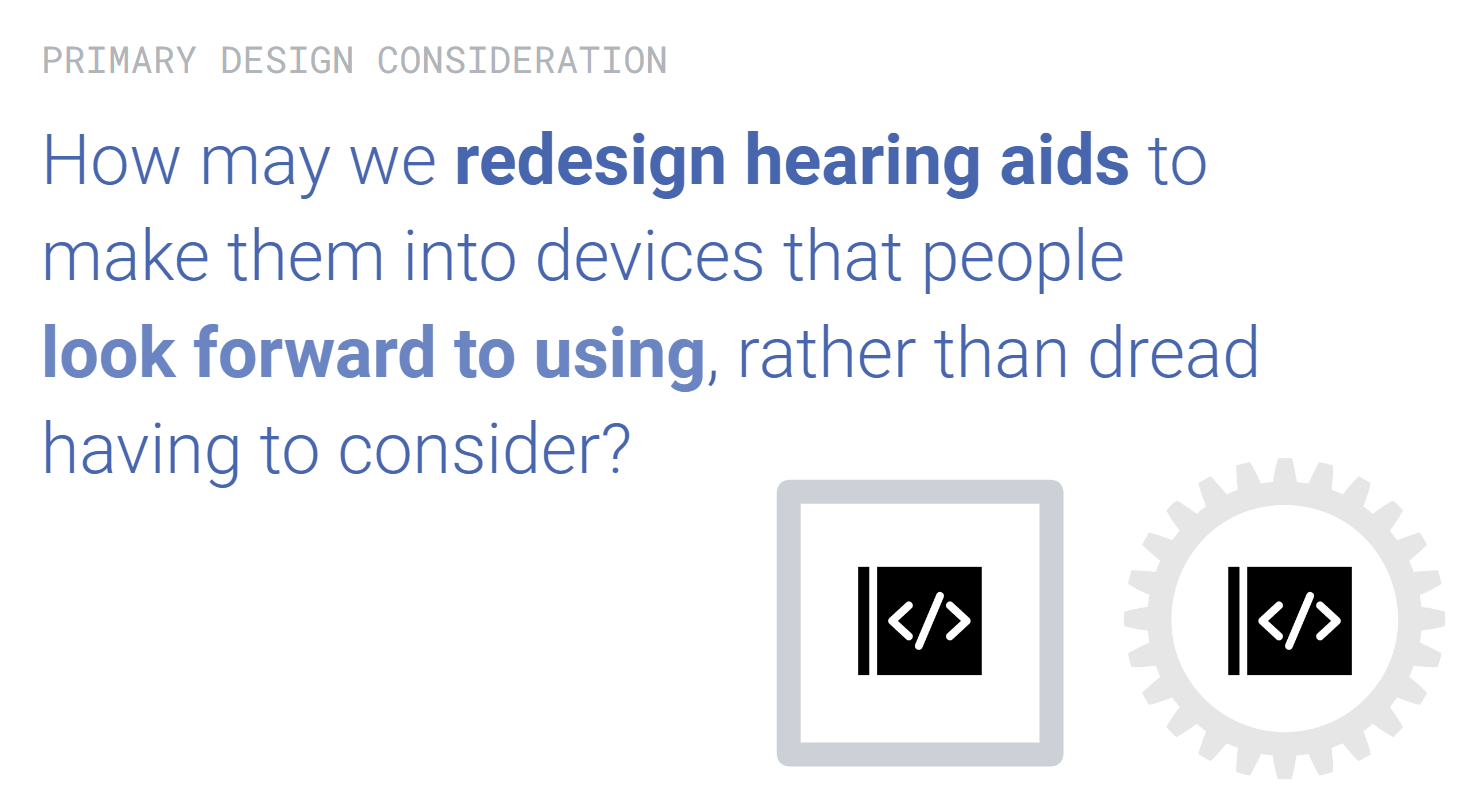 PRIMARY DESIGN CONSIDERATION
How may we redesign hearing aids to
make them into devices that people
look forward to using, rather than dread
having to consider?
</>
</>